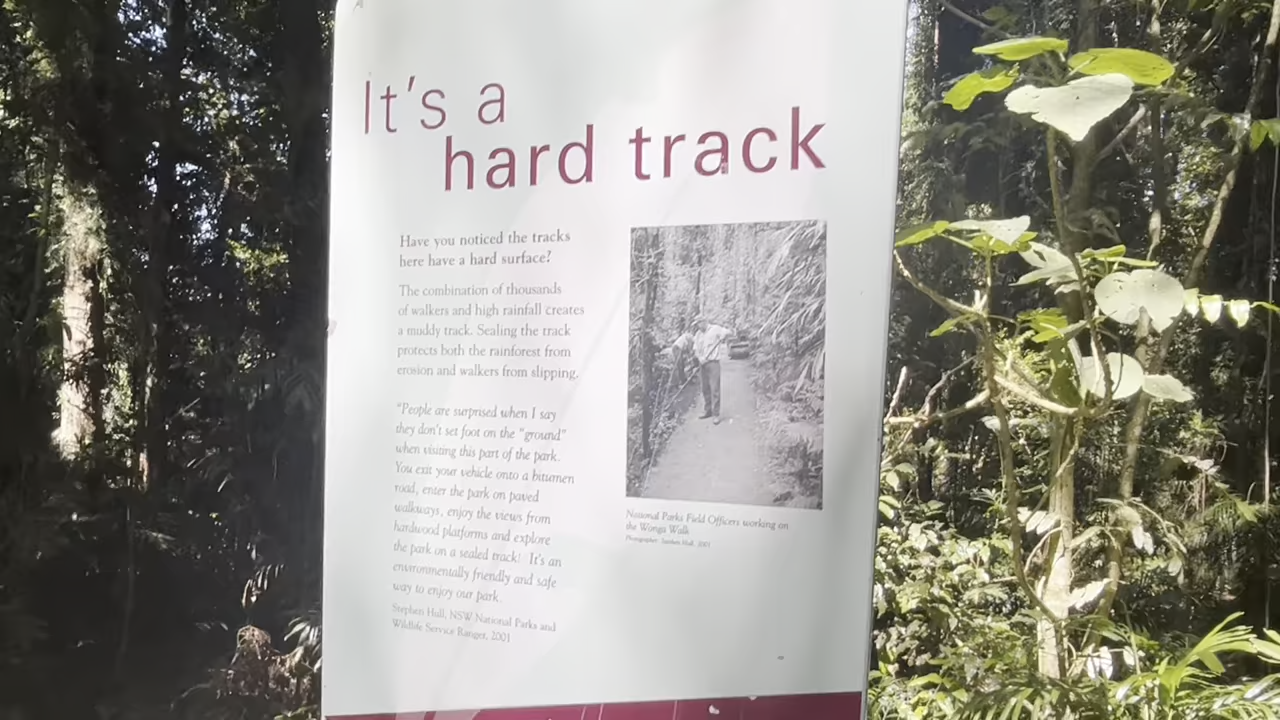 It's a
hard track
Have you noticed the tracks
here have a hard surface?
The combination of thousands
of walkers and high rainfall creates
a muddy track. Sealing the track
protects both the rainforest from
erosion and walkers from slipping.
"People are surprised when I say
they don't set foot on the "ground"
when visiting this part of the park.
You exit your vehicle onto a bitumen
road, enter the park on paved
walkways, enjoy the views from
hardwood platforms and explore
the park on a sealed track! It's an
environmentally friendly and safe
way to enjoy our park.
Stephen Hull, NSW National Parks and
Wildlife Service Ranger, 2001
National Parks Field Officers working on
the Wonga Walk
Photographer: Stephen Hull, 2001